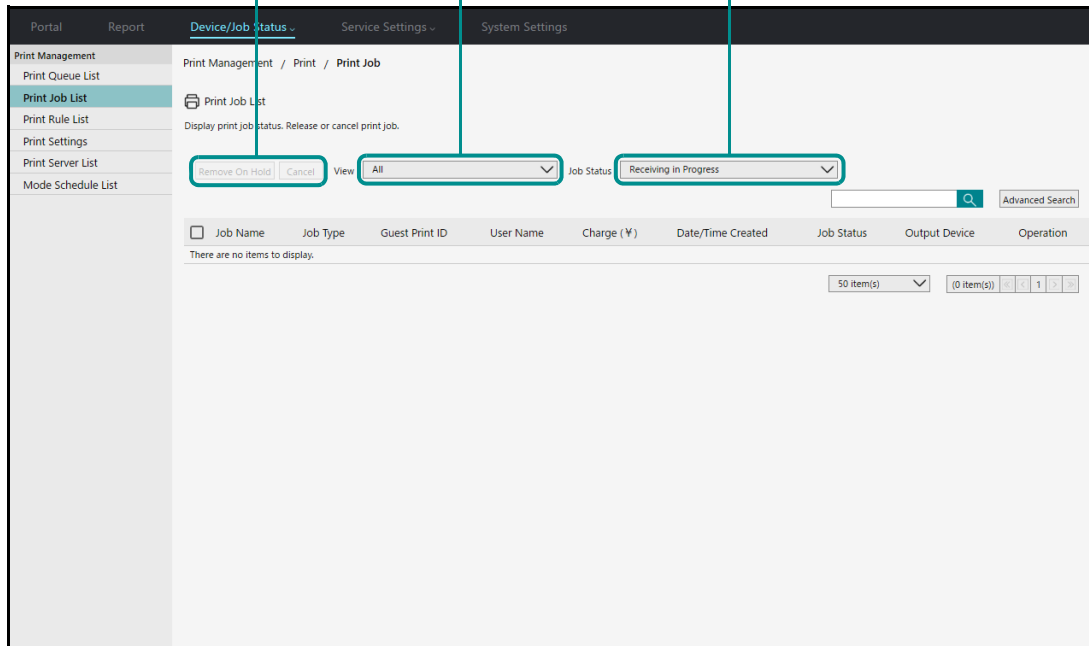 Portal Report Device/Job Status Service Settings System Settings
Print Management
Print Queue List
Print Job List
Print Rule List
Print Settings
Print Server List
Mode Schedule List
Print Management / Print / Print Job
Print Job List
Display print job status. Release or cancel print job.
Remove On Hold Cancel View All Job Status Receiving in Progress
Advanced Search
Job Name Job Type Guest Print ID User Name Charge (¥) Date/Time Created Job Status Output Device Operation
There are no items to display.
50 item(s) (0 item(s)) « < 1 > »